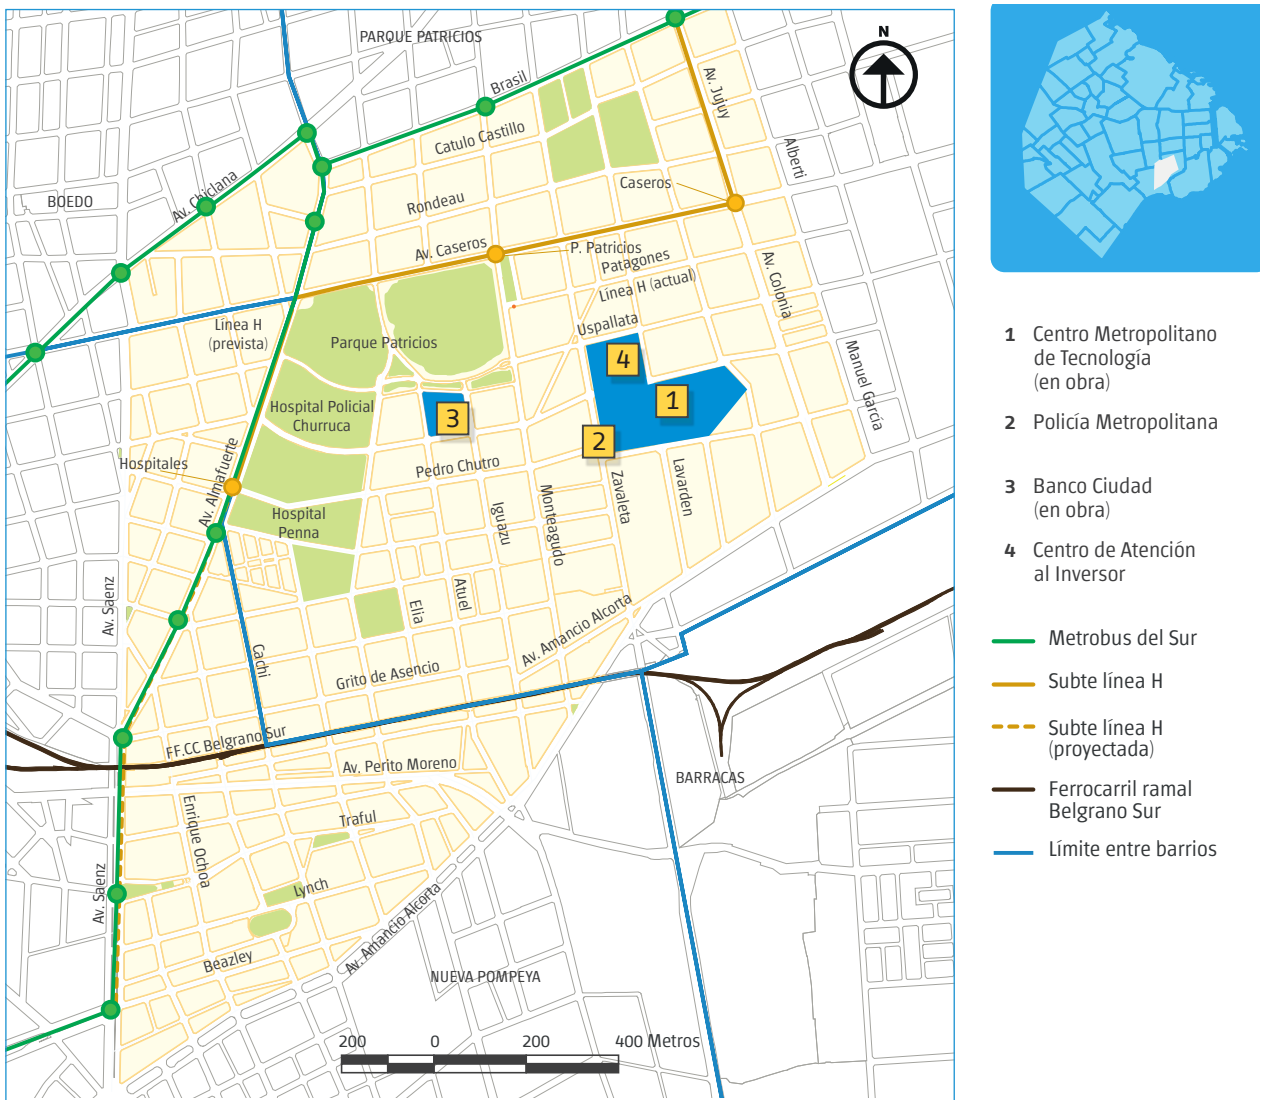 PARQUE PATRICIOS
N
Brasil
Av. Jujuy
Catulo Castillo
Alberti
Av. Chiclana
BOEDO
Caseros
Rondeau
Av. Caseros
P. Patricios
Patagones
Av. Colonia
Línea H (actual)
Uspallata
Línea H
(prevista)
Parque Patricios
Manuel García
4
1
Hospital Policial
Churruca
3
2
Hospitales
Av. Almafuerte
Pedro Chutro
Zavaleta
Lavarden
Hospital
Penna
Iguazu
Monteagudo
Av. Saenz
Elia
Atuel
Av. Amancio Alcorta
Cachi
Grito de Asencio
FF.CC Belgrano Sur
Av. Perito Moreno
BARRACAS
Enrique Ochoa
Traful
Av. Saenz
Lynch
Av. Amancio Alcorta
Beazley
NUEVA POMPEYA
200 0 200 400 Metros
1 Centro Metropolitano
de Tecnología
(en obra)
2 Policía Metropolitana
3 Banco Ciudad
(en obra)
4 Centro de Atención
al Inversor
Metrobus del Sur
Subte línea H
Subte línea H
(proyectada)
Ferrocarril ramal
Belgrano Sur
Límite entre barrios